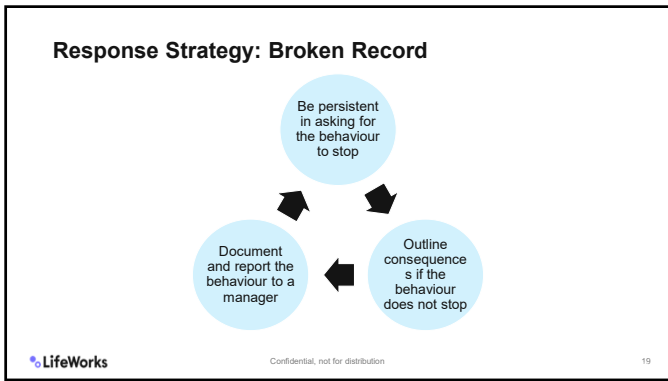 Response Strategy: Broken Record
Be persistent
in asking for
the behaviour
to stop
Outline
consequence
s if the
behaviour
does not stop
Document
and report the
behaviour to a
manager
LifeWorks
Confidential, not for distribution
19